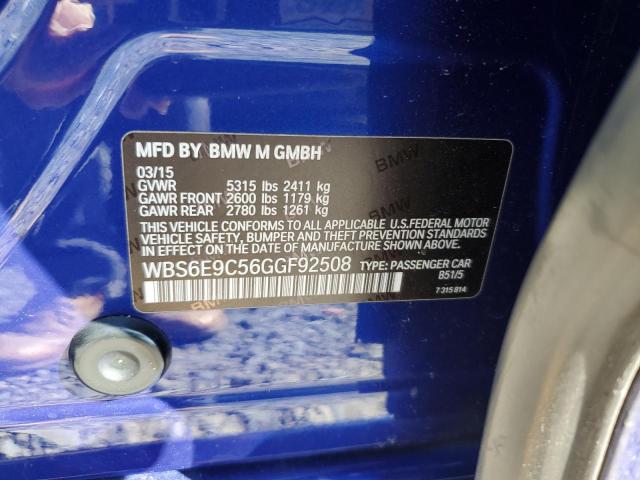 MFD BY BMW M GMBH
03/15
GVWR 5315 lbs 2411 kg
GAWR FRONT 2600 lbs 1179 kg
GAWR REAR 2780 lbs 1261 kg
THIS VEHICLE CONFORMS TO ALL APPLICABLE U.S.FEDERAL MOTOR
VEHICLE SAFETY, BUMPER AND THEFT PREVENTION STANDARDS
IN EFFECT ON THE DATE OF MANUFACTURE SHOWN ABOVE.
WBS6E9C56GGF92508 TYPE: PASSENGER CAR
B51/5
7 315 814